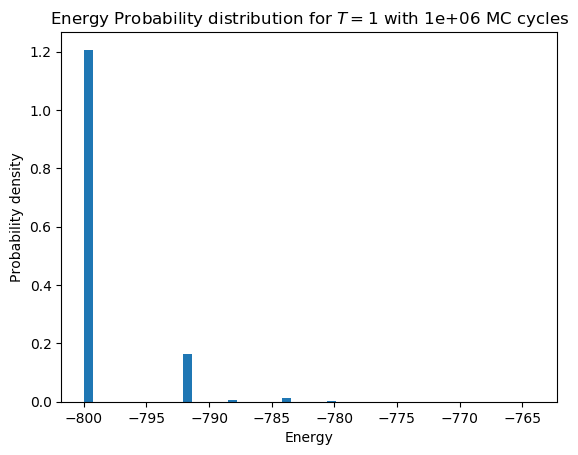 Energy Probability distribution for T = 1 with 1e+06 MC cycles
1.2
1.0
0.8
0.6
0.4
0.2
0.0
Probability density
−800 −795 −790 −785 −780 −775 −770 −765
Energy